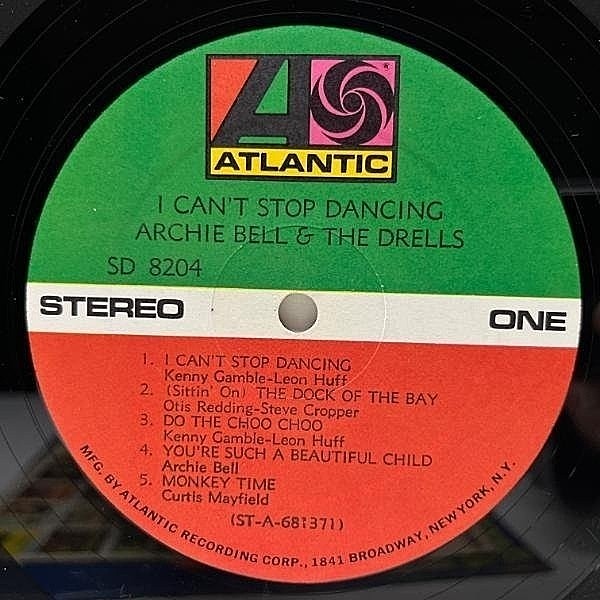 ATLANTIC
I CAN'T STOP DANCING
ARCHIE BELL & THE DRELLS
SD 8204
STEREO ONE
1. I CAN'T STOP DANCING
Kenny Gamble-Leon Huff
2. (Sittin' On) THE DOCK OF THE BAY
Otis Redding-Steve Cropper
3. DO THE CHOO CHOO
Kenny Gamble-Leon Huff
4. YOU'RE SUCH A BEAUTIFUL CHILD
Archie Bell
5. MONKEY TIME
Curtis Mayfield
(ST-A-681371)
MFG. BY ATLANTIC RECORDING CORP., 1841 BROADWAY, NEW YORK, N.Y.